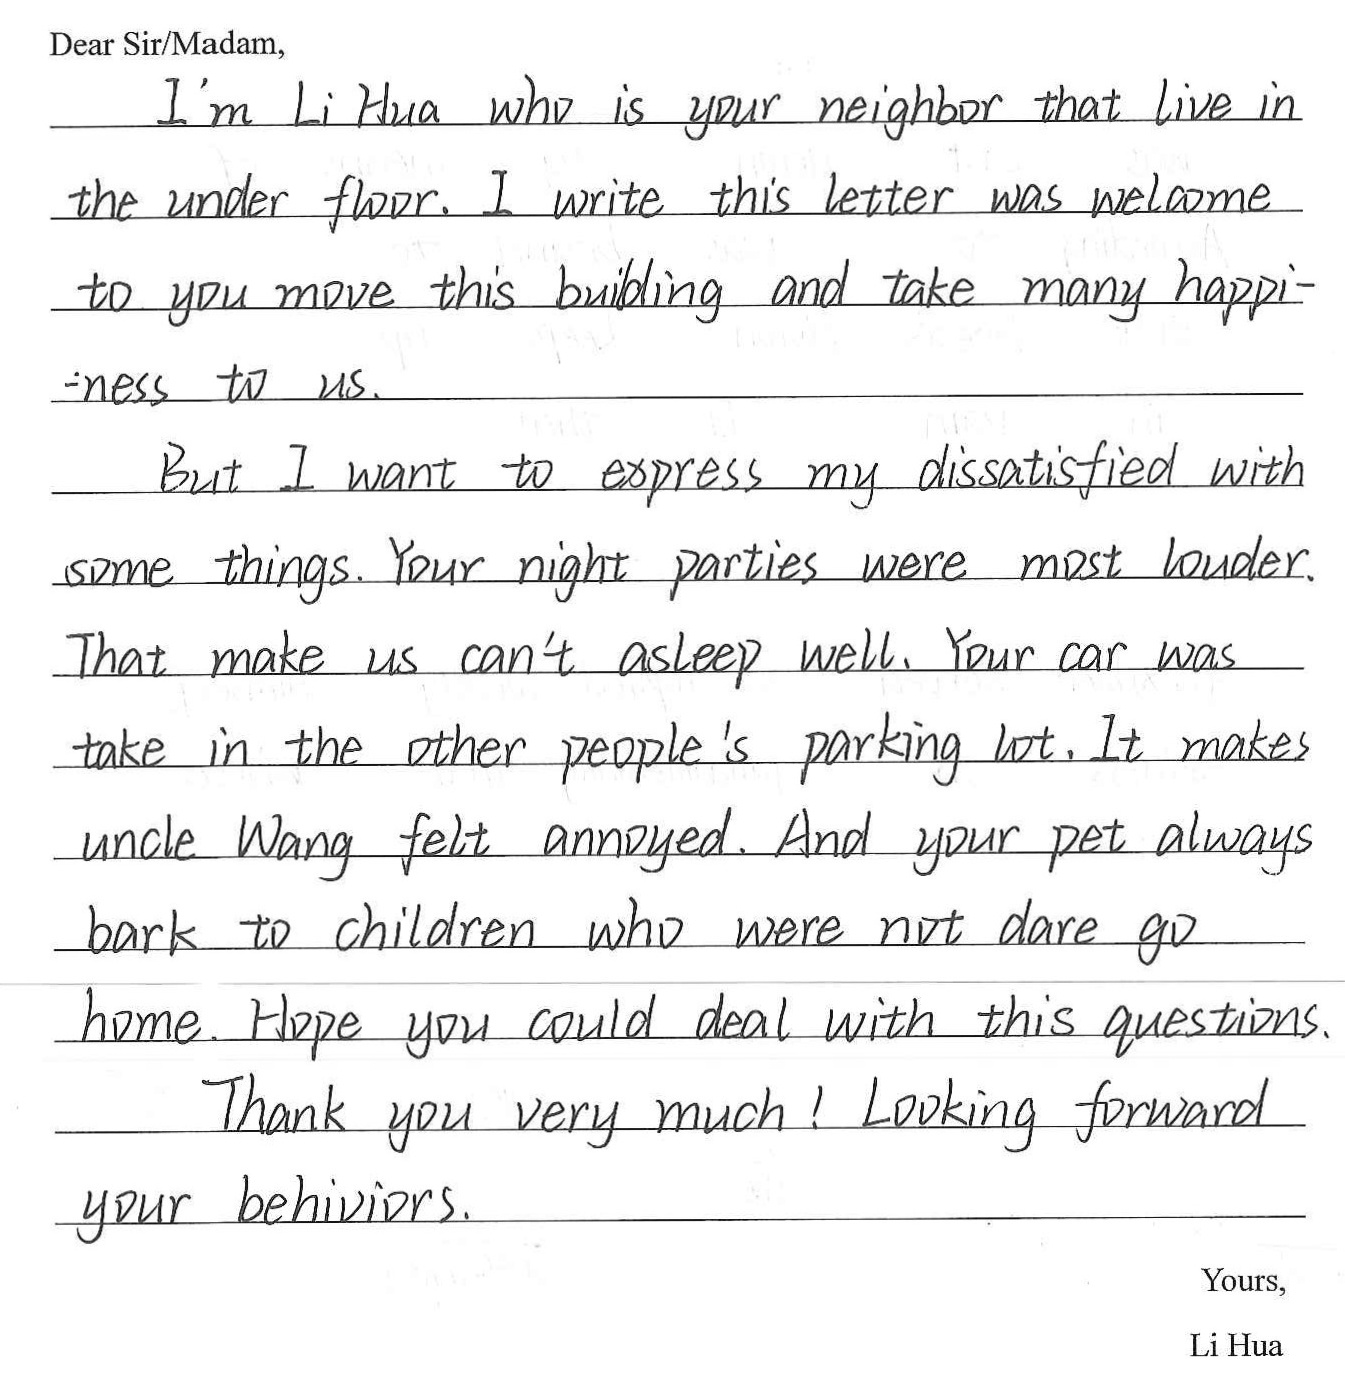 Dear Sir/Madam,
I'm Li Hua who is your neighbor that live in
the under floor. I write this letter was welcome
to you move this building and take many happi-
-ness to us.
But I want to express my dissatisfied with
some things. Your night parties were most louder.
That make us can't asleep well. Your car was
take in the other people's parking lot. It makes
uncle Wang felt annoyed. And your pet always
bark to children who were not dare go
home. Hope you could deal with this questions.
Thank you very much! Looking forward
your behiviors.
Yours,
Li Hua